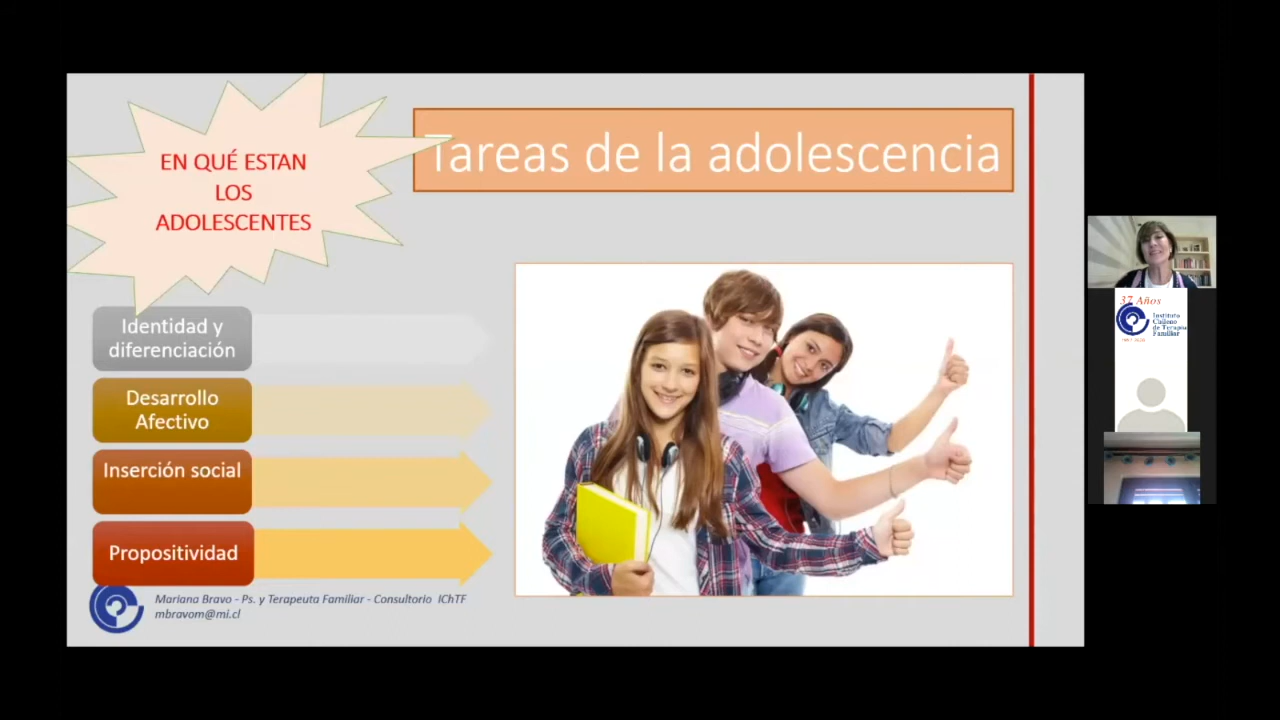 EN QUÉ ESTAN
LOS
ADOLESCENTES
Tareas de la adolescencia
Identidad y
diferenciación
Desarrollo
Afectivo
Inserción social
Propositividad
Mariana Bravo - Ps. y Terapeuta Familiar - Consultorio IChTF
mbravom@mi.cl
37 Años
Instituto
Chileno
de Terapia
Familiar